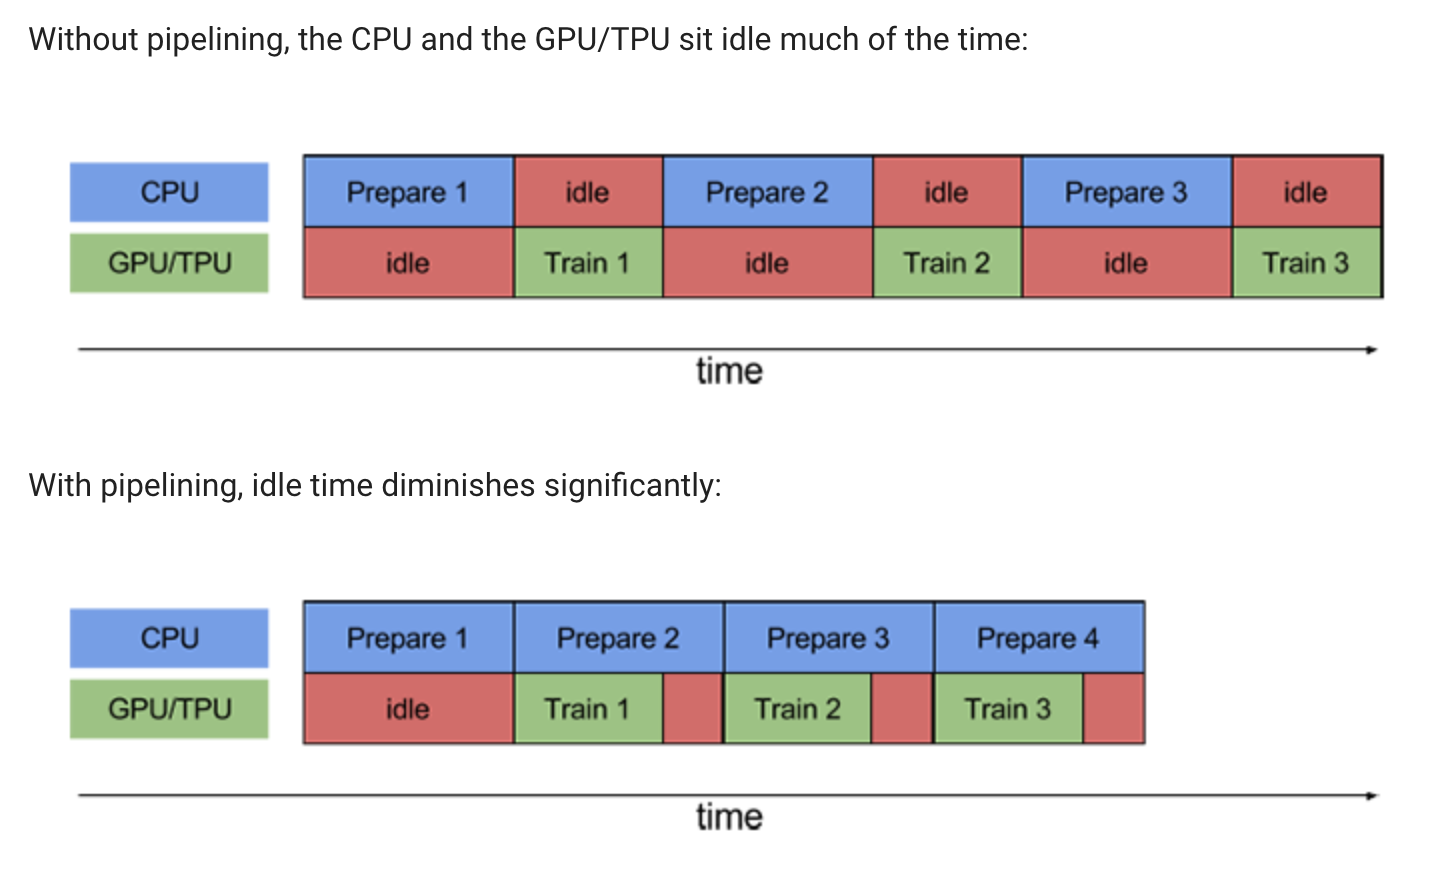 Without pipelining, the CPU and the GPU/TPU sit idle much of the time:
CPU Prepare 1 idle Prepare 2 idle Prepare 3 idle
GPU/TPU idle Train 1 idle Train 2 idle Train 3
time
With pipelining, idle time diminishes significantly:
CPU Prepare 1 Prepare 2 Prepare 3 Prepare 4
GPU/TPU idle Train 1 Train 2 Train 3
time